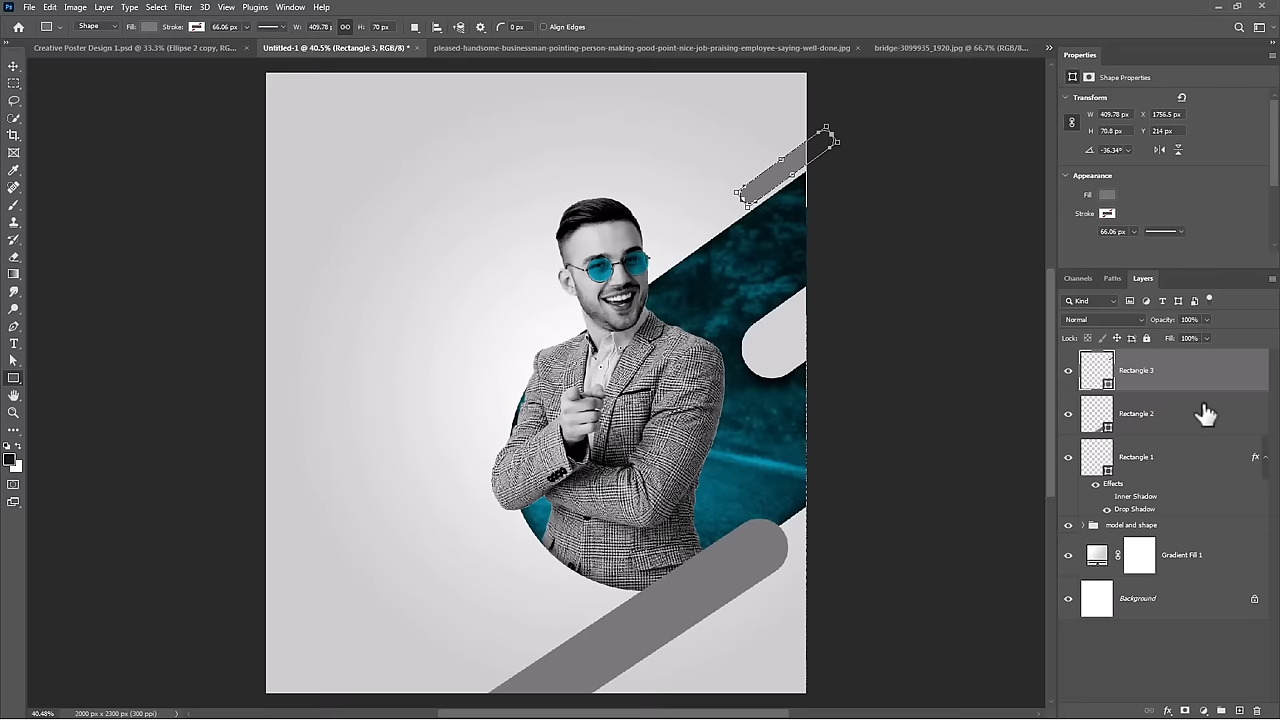 Ps File Edit Image Layer Type Select Filter 3D View Plugins Window Help
Shape Fill: Stroke: 66.06 px W: 409.78 p H: 70 px 0 px Align Edges
Creative Poster Design 1.psd @ 33.3% (Ellipse 2 copy, RG... × Untitled-1 @ 40.5% (Rectangle 3, RGB/8) * × pleased-handsome-businessman-pointing-person-making-good-point-nice-job-praising-employee-saying-well-done.jpg × bridge-3099935_1920.jpg @ 66.7% (RGB/8...
Properties
Shape Properties
Transform
W 409.78 px X 1756.5 px
H 70.8 px Y 214 px
-36.34°
Appearance
Fill
Stroke
66.06 px
Channels Paths Layers
Kind
Normal Opacity: 100%
Lock: Fill: 100%
Rectangle 3
Rectangle 2
Rectangle 1 fx
Effects
Inner Shadow
Drop Shadow
model and shape
Gradient Fill 1
Background
T
40.48% 2000 px x 2300 px (300 ppi)
fx